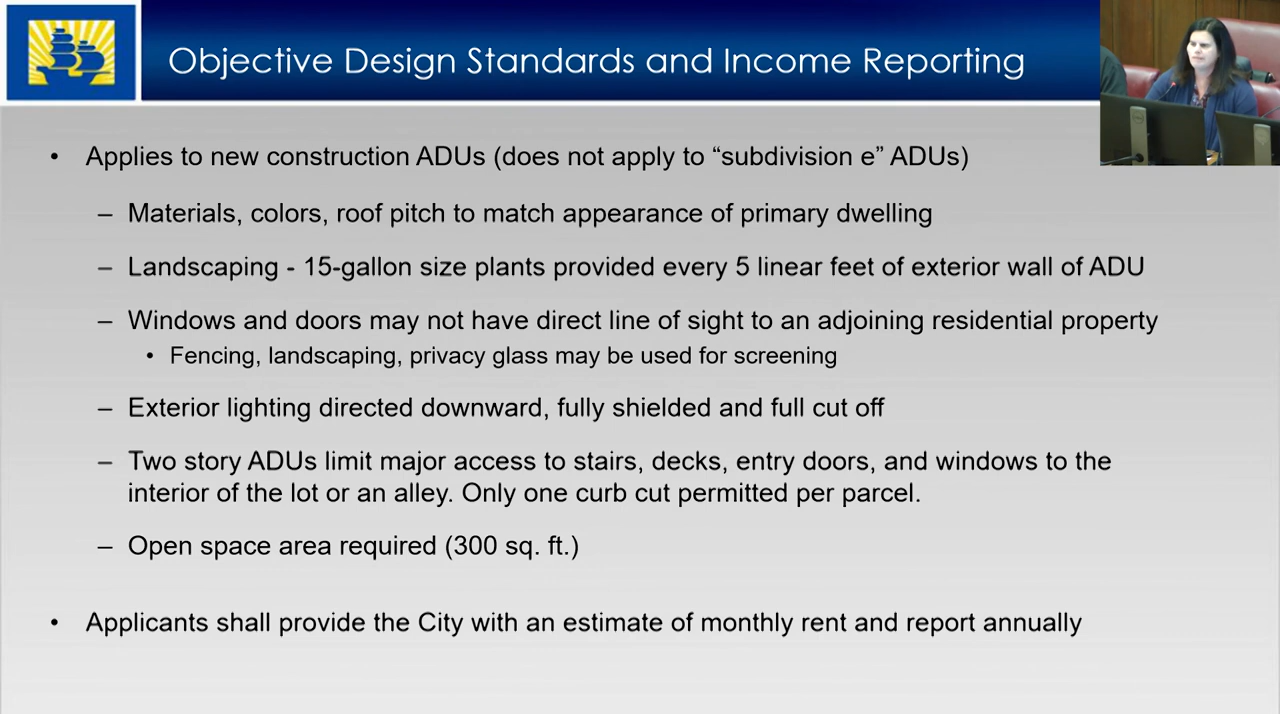 Objective Design Standards and Income Reporting
• Applies to new construction ADUs (does not apply to “subdivision e” ADUs)
– Materials, colors, roof pitch to match appearance of primary dwelling
– Landscaping - 15-gallon size plants provided every 5 linear feet of exterior wall of ADU
– Windows and doors may not have direct line of sight to an adjoining residential property
• Fencing, landscaping, privacy glass may be used for screening
– Exterior lighting directed downward, fully shielded and full cut off
– Two story ADUs limit major access to stairs, decks, entry doors, and windows to the
interior of the lot or an alley. Only one curb cut permitted per parcel.
– Open space area required (300 sq. ft.)
• Applicants shall provide the City with an estimate of monthly rent and report annually